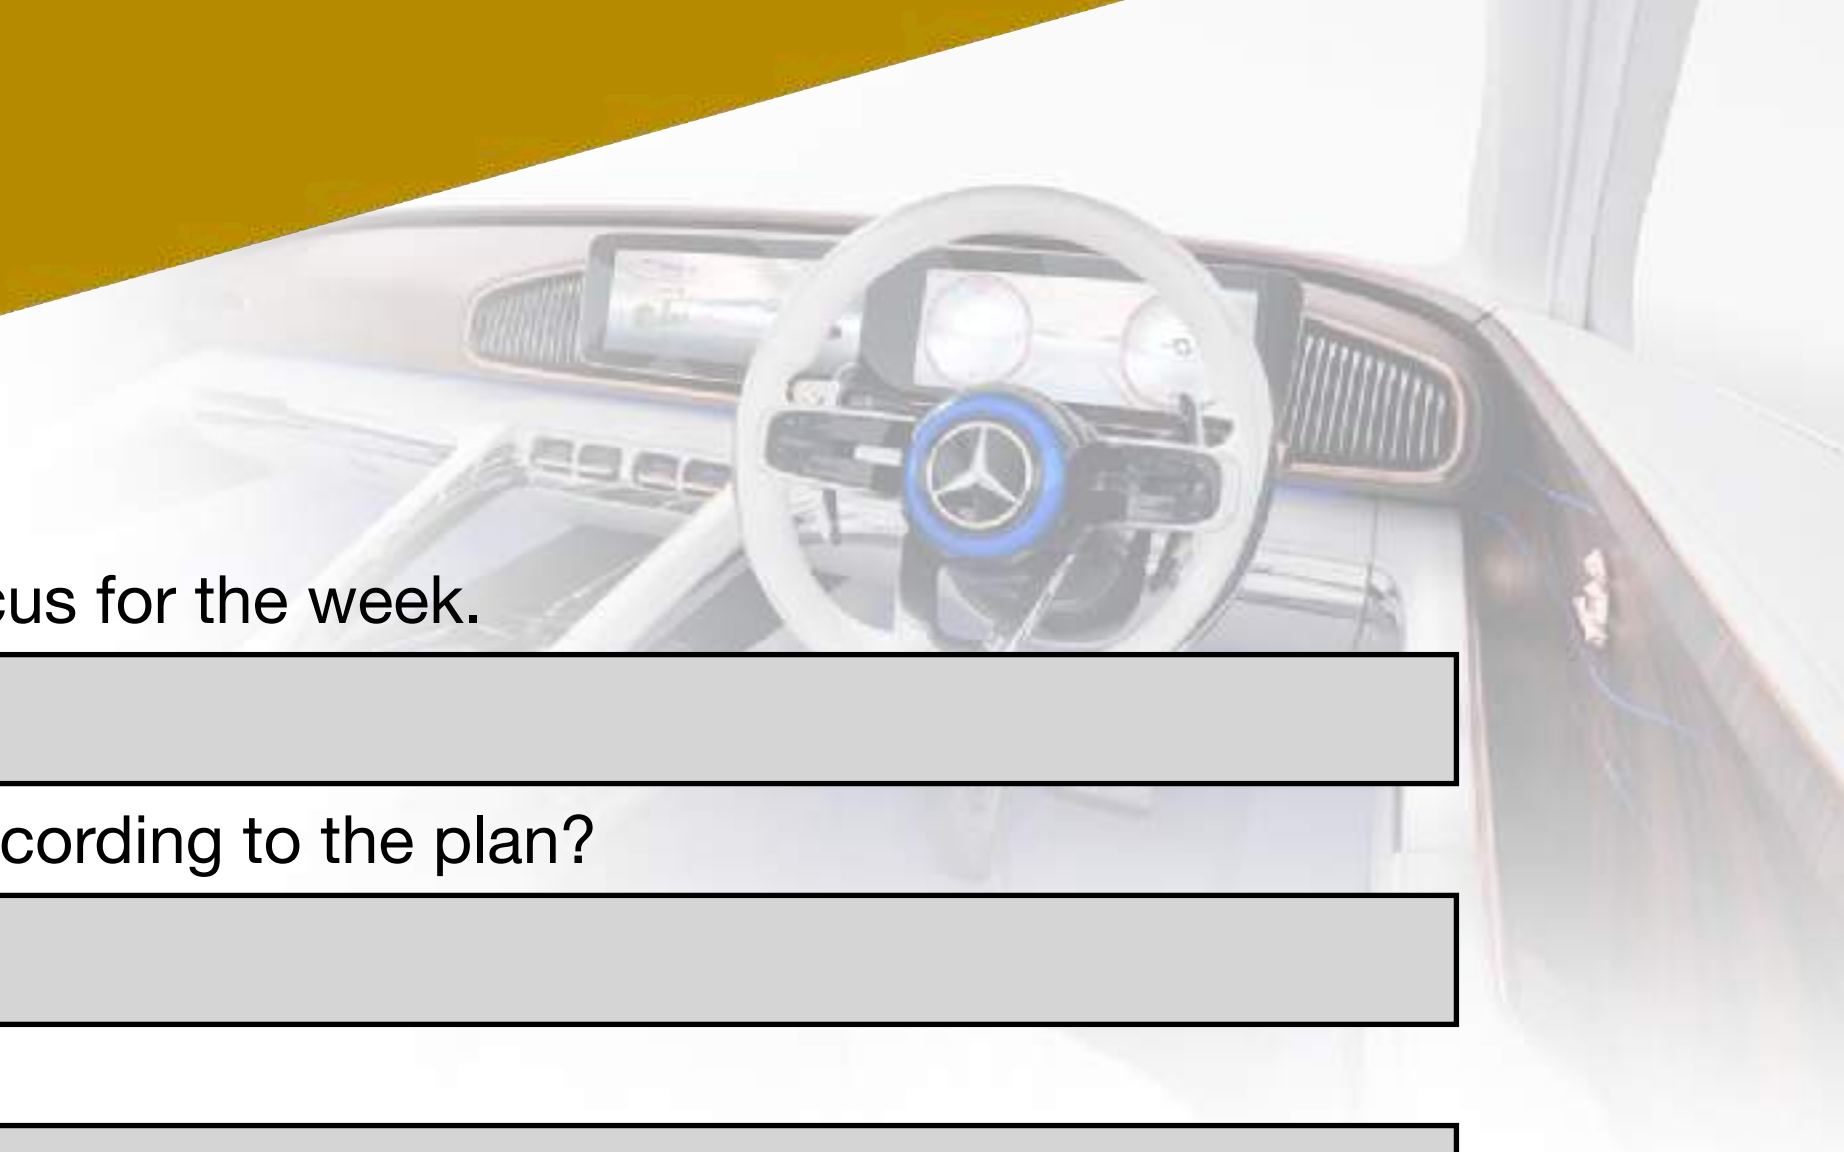 cus for the week.
cording to the plan?